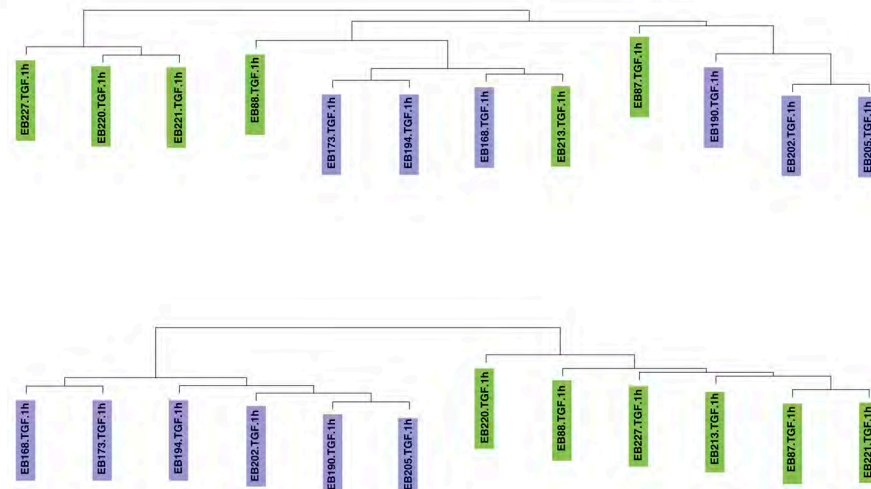 EB227.TGF.1h
EB220.TGF.1h
EB221.TGF.1h
EB88.TGF.1h
EB173.TGF.1h
EB194.TGF.1h
EB168.TGF.1h
EB213.TGF.1h
EB87.TGF.1h
EB190.TGF.1h
EB202.TGF.1h
EB205.TGF.1h
EB168.TGF.1h
EB173.TGF.1h
EB194.TGF.1h
EB202.TGF.1h
EB190.TGF.1h
EB205.TGF.1h
EB220.TGF.1h
EB88.TGF.1h
EB227.TGF.1h
EB213.TGF.1h
EB87.TGF.1h
EB221.TGF.1h